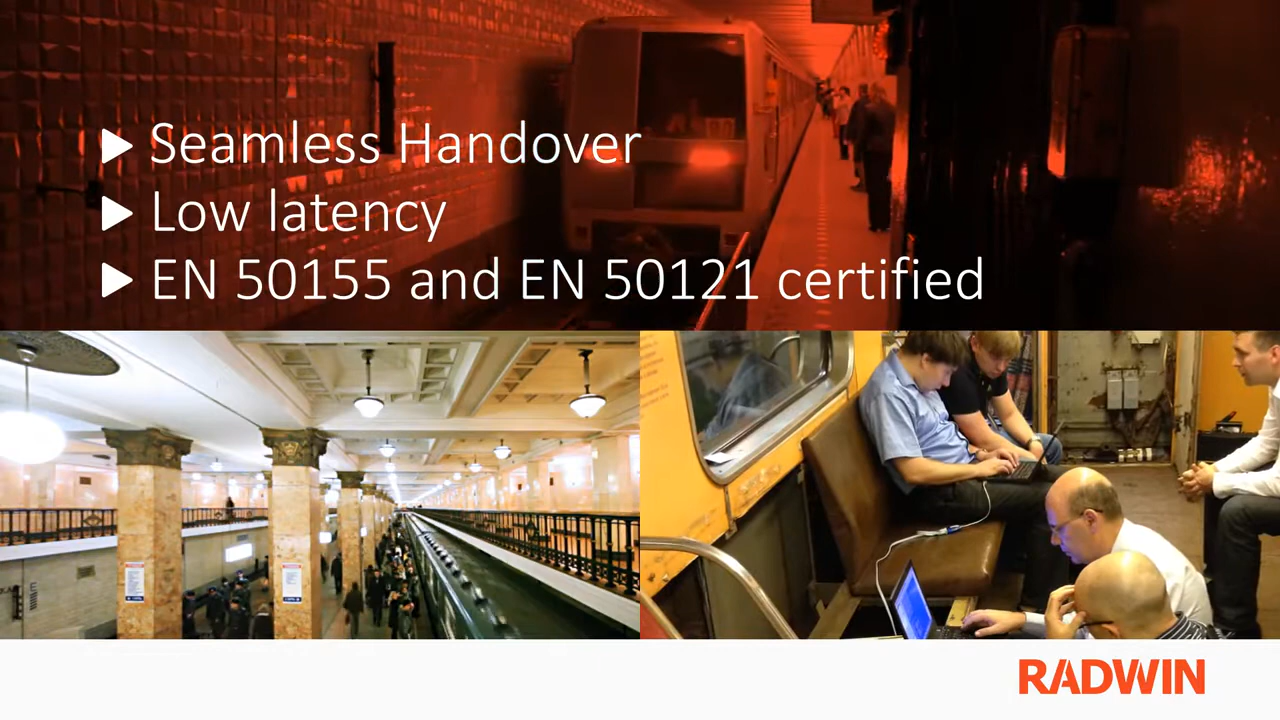 Seamless Handover
Low latency
EN 50155 and EN 50121 certified
RADWIN